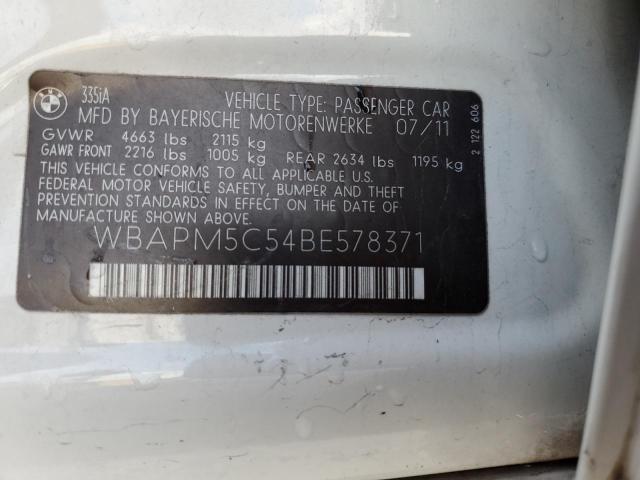 BMW 335iA VEHICLE TYPE: PASSENGER CAR
MFD BY BAYERISCHE MOTORENWERKE 07/11
GVWR 4663 lbs 2115 kg
GAWR FRONT 2216 lbs 1005 kg REAR 2634 lbs 1195 kg
THIS VEHICLE CONFORMS TO ALL APPLICABLE U.S.
FEDERAL MOTOR VEHICLE SAFETY, BUMPER AND THEFT
PREVENTION STANDARDS IN EFFECT ON THE DATE OF
MANUFACTURE SHOWN ABOVE.
WBAPM5C54BE578371
2 122 606